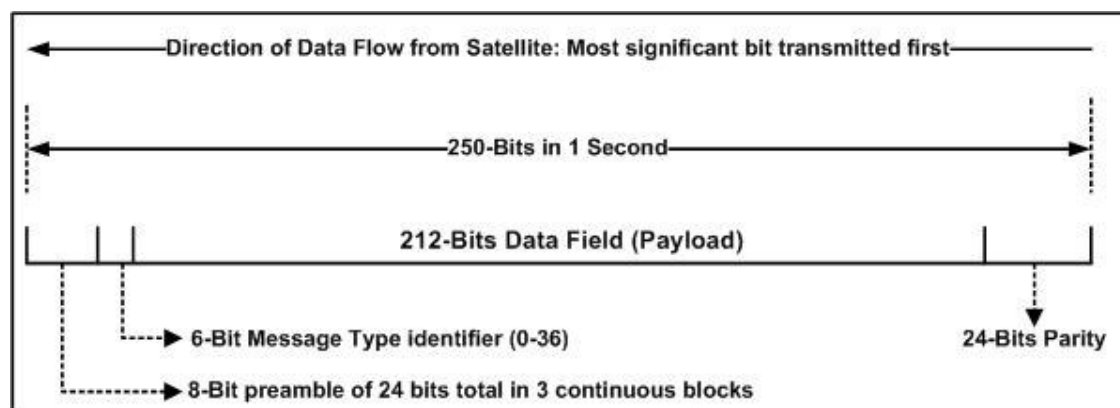 Direction of Data Flow from Satellite: Most significant bit transmitted first
250-Bits in 1 Second
212-Bits Data Field (Payload)
6-Bit Message Type identifier (0-36)
24-Bits Parity
8-Bit preamble of 24 bits total in 3 continuous blocks